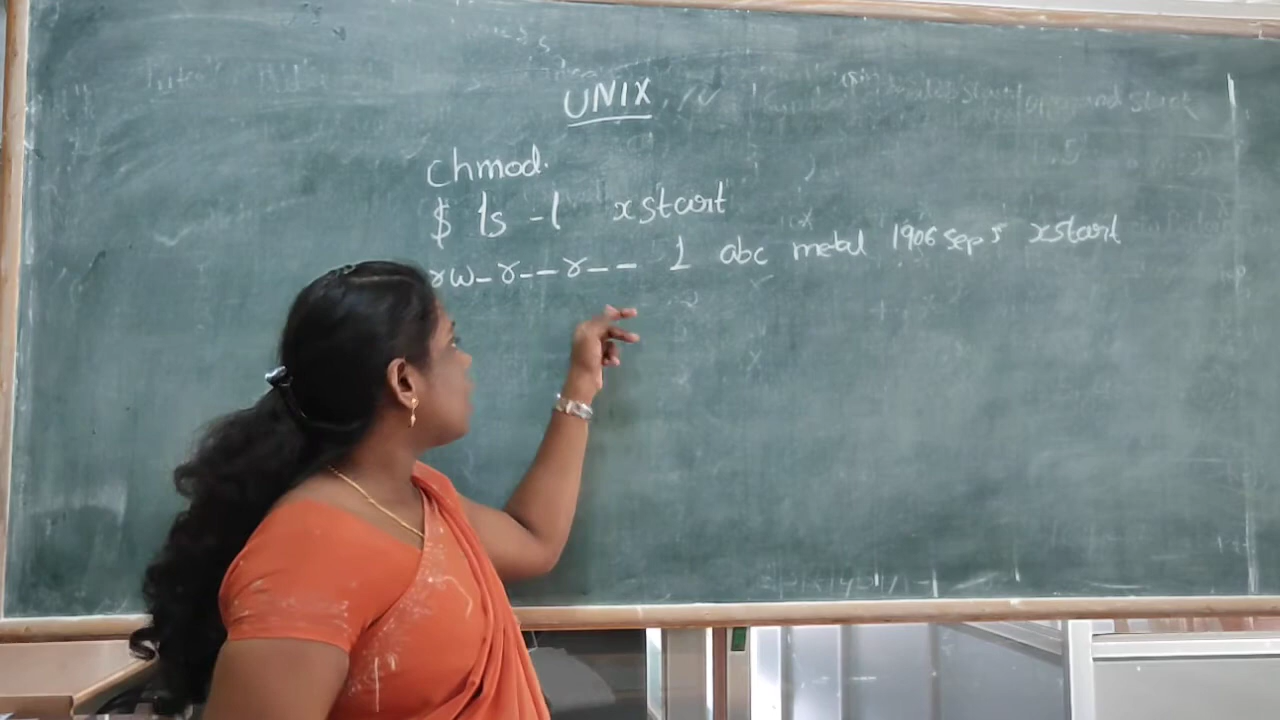 UNIX
chmod.
$ ls -l xstart
rw-r--r-- 1 abc metal 1906 sep 5 xstart